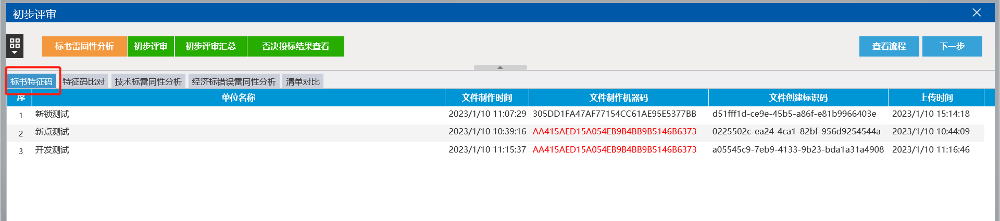 初步评审
标书雷同性分析 初步评审 初步评审汇总 否决投标结果查看 查看流程 下一步
标书特征码 特征码比对 技术标雷同性分析 经济标错误雷同性分析 清单对比
序 单位名称 文件制作时间 文件制作机器码 文件创建标识码 上传时间
1 新锁测试 2023/1/10 11:07:29 305DD1FA47AF77154CC61AE95E5377BB d51fff1d-ce9e-45b5-a86f-e81b9966403e 2023/1/10 15:14:18
2 新点测试 2023/1/10 10:39:16 AA415AED15A054EB9B4BB9B5146B6373 0225502c-ea24-4ca1-82bf-956d9254544a 2023/1/10 10:44:09
3 开发测试 2023/1/10 11:15:37 AA415AED15A054EB9B4BB9B5146B6373 a05545c9-7eb9-4133-9b23-bda1a31a4908 2023/1/10 11:16:46